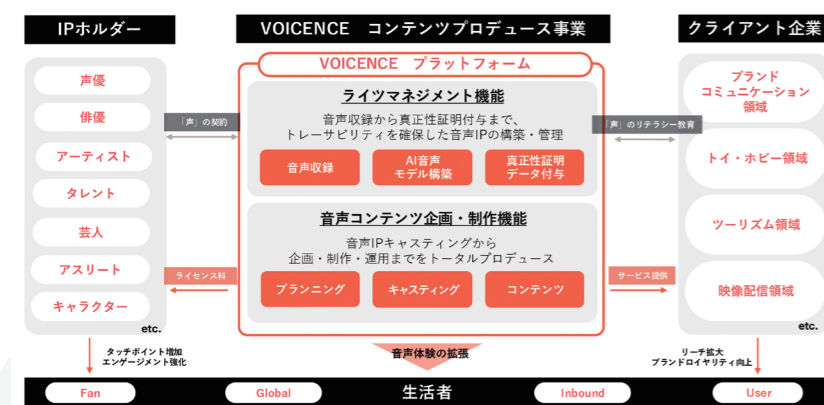 IPホルダー
VOICENCE コンテンツプロデュース事業
クライアント企業
声優
俳優
アーティスト
タレント
芸人
アスリート
キャラクター
etc.
「声」の契約
ライセンス料
VOICENCE プラットフォーム
ライツマネジメント機能
音声収録から真正性証明付与まで、
トレーサビリティを確保した音声IPの構築・管理
音声収録
AI音声
モデル構築
真正性証明
データ付与
音声コンテンツ企画・制作機能
音声IPキャスティングから
企画・制作・運用までをトータルプロデュース
プランニング
キャスティング
コンテンツ
「声」のリテラシー教育
サービス提供
ブランド
コミュニケーション
領域
トイ・ホビー領域
ツーリズム領域
映像配信領域
etc.
タッチポイント増加
エンゲージメント強化
音声体験の拡張
リーチ拡大
ブランドロイヤリティ向上
Fan
Global
生活者
Inbound
User